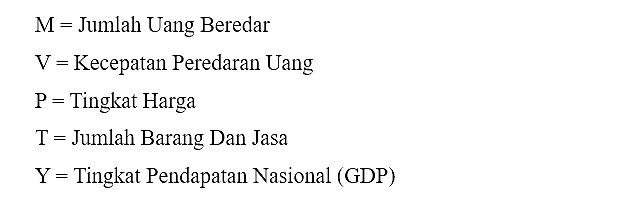 M = Jumlah Uang Beredar
V = Kecepatan Peredaran Uang
P = Tingkat Harga
T = Jumlah Barang Dan Jasa
Y = Tingkat Pendapatan Nasional (GDP)